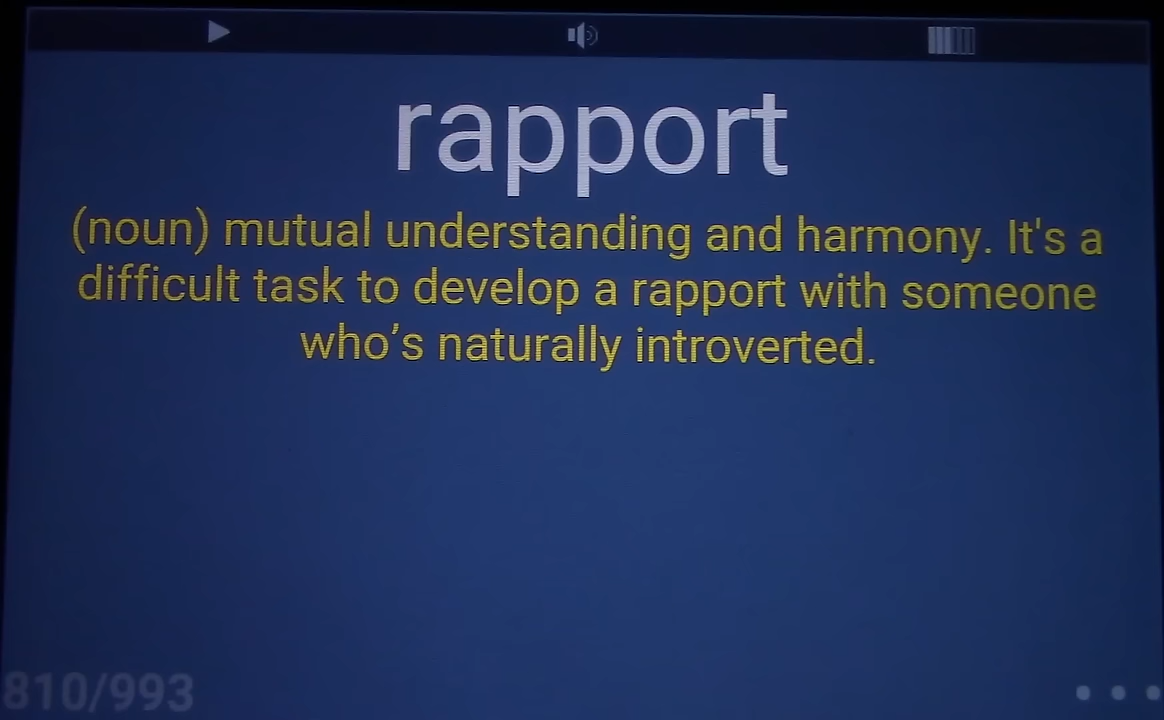 rapport
(noun) mutual understanding and harmony. It's a
difficult task to develop a rapport with someone
who’s naturally introverted.
810/993